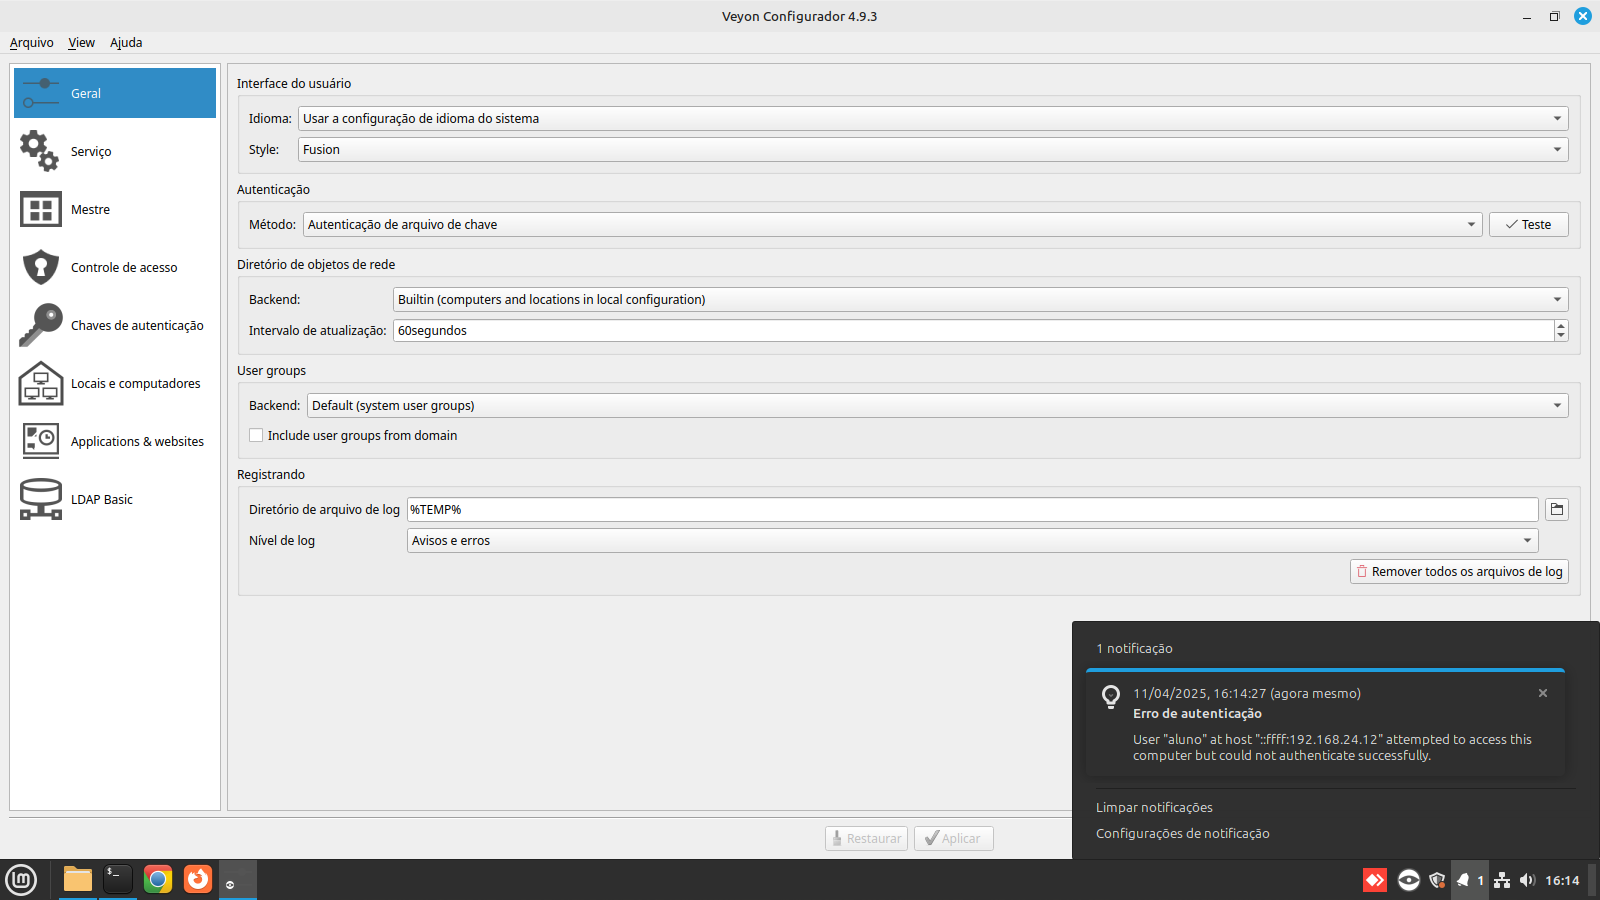 Veyon Configurador 4.9.3
Arquivo View Ajuda
Geral
Serviço
Mestre
Controle de acesso
Chaves de autenticação
Locais e computadores
Applications & websites
LDAP Basic
Interface do usuário
Idioma: Usar a configuração de idioma do sistema
Style: Fusion
Autenticação
Método: Autenticação de arquivo de chave Teste
Diretório de objetos de rede
Backend: Builtin (computers and locations in local configuration)
Intervalo de atualização: 60segundos
User groups
Backend: Default (system user groups)
Include user groups from domain
Registrando
Diretório de arquivo de log %TEMP%
Nível de log Avisos e erros
Remover todos os arquivos de log
Restaurar Aplicar
1 notificação
11/04/2025, 16:14:27 (agora mesmo)
Erro de autenticação
User "aluno" at host "::ffff:192.168.24.12" attempted to access this
computer but could not authenticate successfully.
Limpar notificações
Configurações de notificação
1 16:14